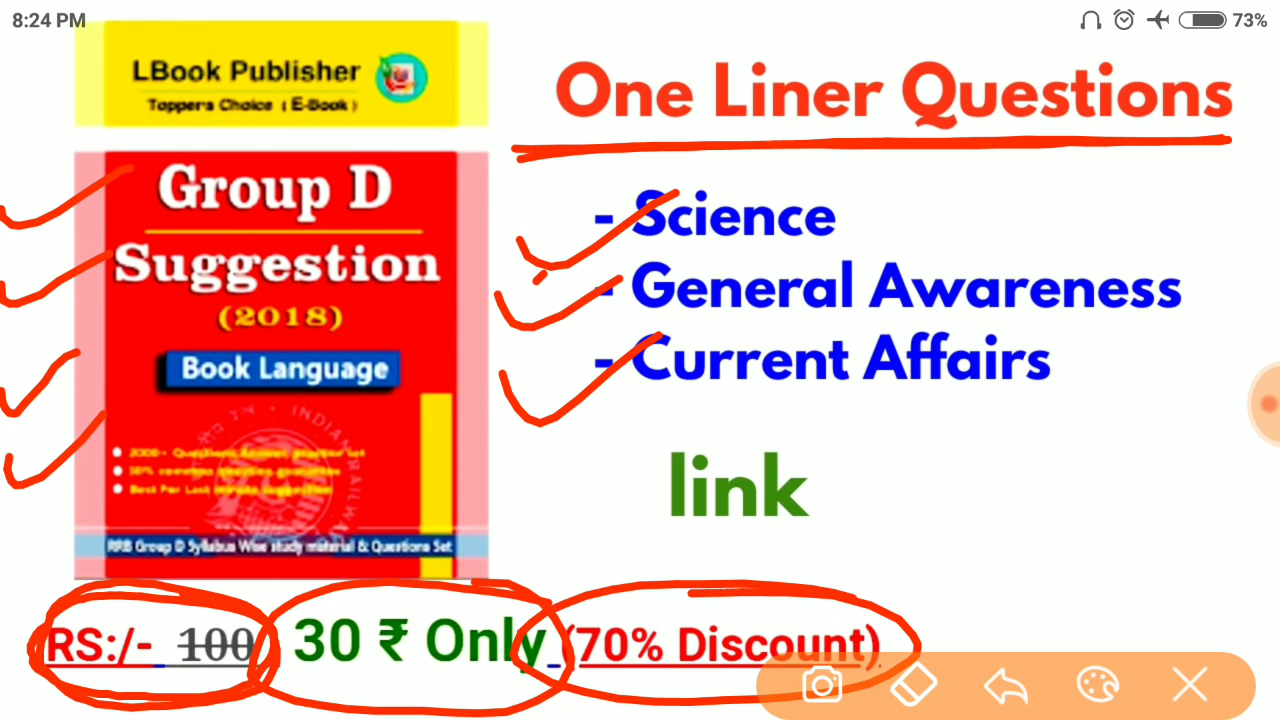 8:24 PM
73%
LBook Publisher
Toppers Choice ( E-Book )
Group D
Suggestion
(2018)
Book Language
RRB Group D Syllabus Wise study material & Questions Set
One Liner Questions
- Science
- General Awareness
- Current Affairs
link
RS:/- 100 30 ₹ Only (70% Discount)